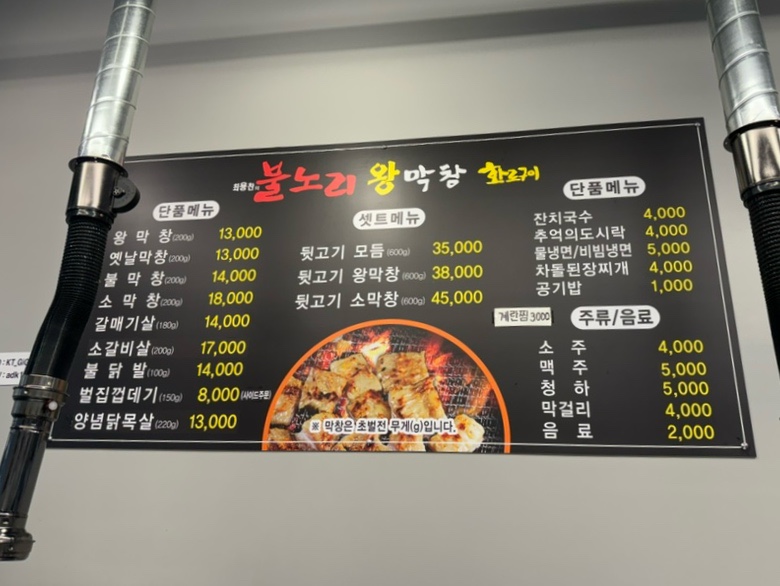 최용전의 불노리 왕막창 화로구이
단품메뉴
왕막창(200g) 13,000
옛날막창(200g) 13,000
불막창(200g) 14,000
소막창(200g) 18,000
갈매기살(180g) 14,000
소갈비살(200g) 17,000
불닭발(100g) 14,000
벌집껍데기(150g) 8,000(사이드주문)
양념닭목살(220g) 13,000
셋트메뉴
뒷고기 모듬(600g) 35,000
뒷고기 왕막창(600g) 38,000
뒷고기 소막창(600g) 45,000
※ 막창은 초벌전 무게(g)입니다.
단품메뉴
잔치국수 4,000
추억의도시락 4,000
물냉면/비빔냉면 5,000
차돌된장찌개 4,000
공기밥 1,000
계란찜 3000
주류/음료
소주 4,000
맥주 5,000
청하 5,000
막걸리 4,000
음료 2,000